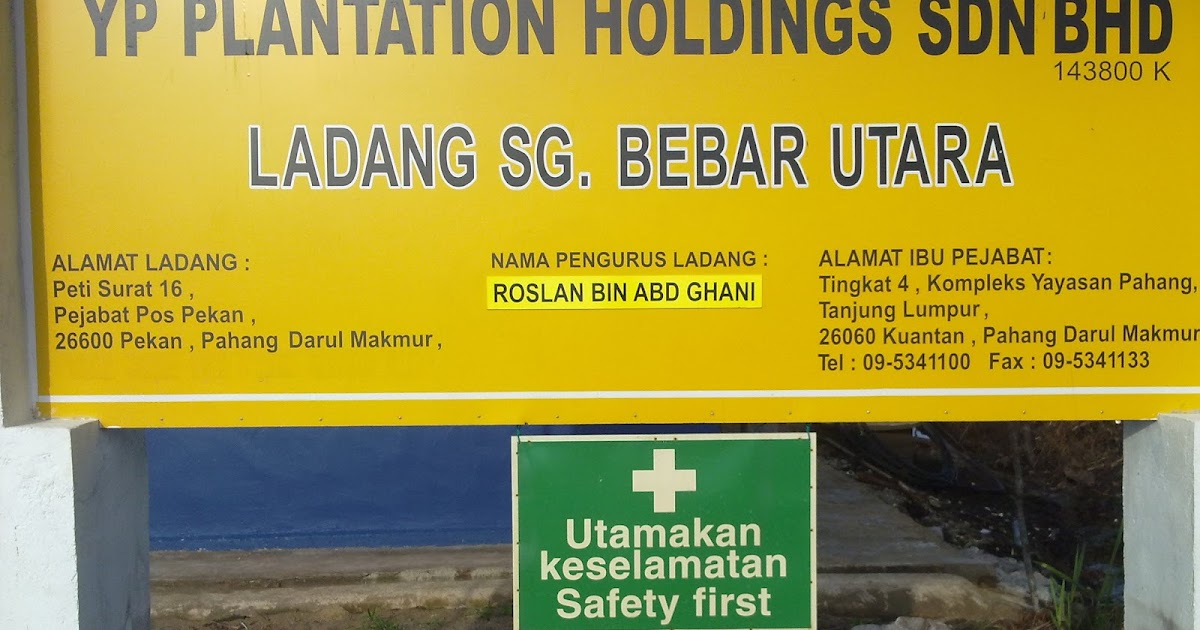 YP PLANTATION HOLDINGS SDN BHD
143800 K
LADANG SG. BEBAR UTARA
ALAMAT LADANG :
Peti Surat 16 ,
Pejabat Pos Pekan ,
26600 Pekan , Pahang Darul Makmur ,
NAMA PENGURUS LADANG :
ROSLAN BIN ABD GHANI
ALAMAT IBU PEJABAT:
Tingkat 4 , Kompleks Yayasan Pahang,
Tanjung Lumpur ,
26060 Kuantan , Pahang Darul Makmur
Tel : 09-5341100 Fax : 09-5341133
Utamakan
keselamatan
Safety first